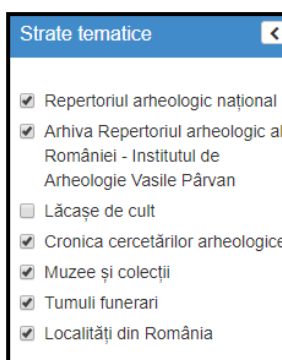 Strate tematice
Repertoriul arheologic național
Arhiva Repertoriul arheologic al
României - Institutul de
Arheologie Vasile Pârvan
Lăcașe de cult
Cronica cercetărilor arheologice
Muzee și colecții
Tumuli funerari
Localități din România